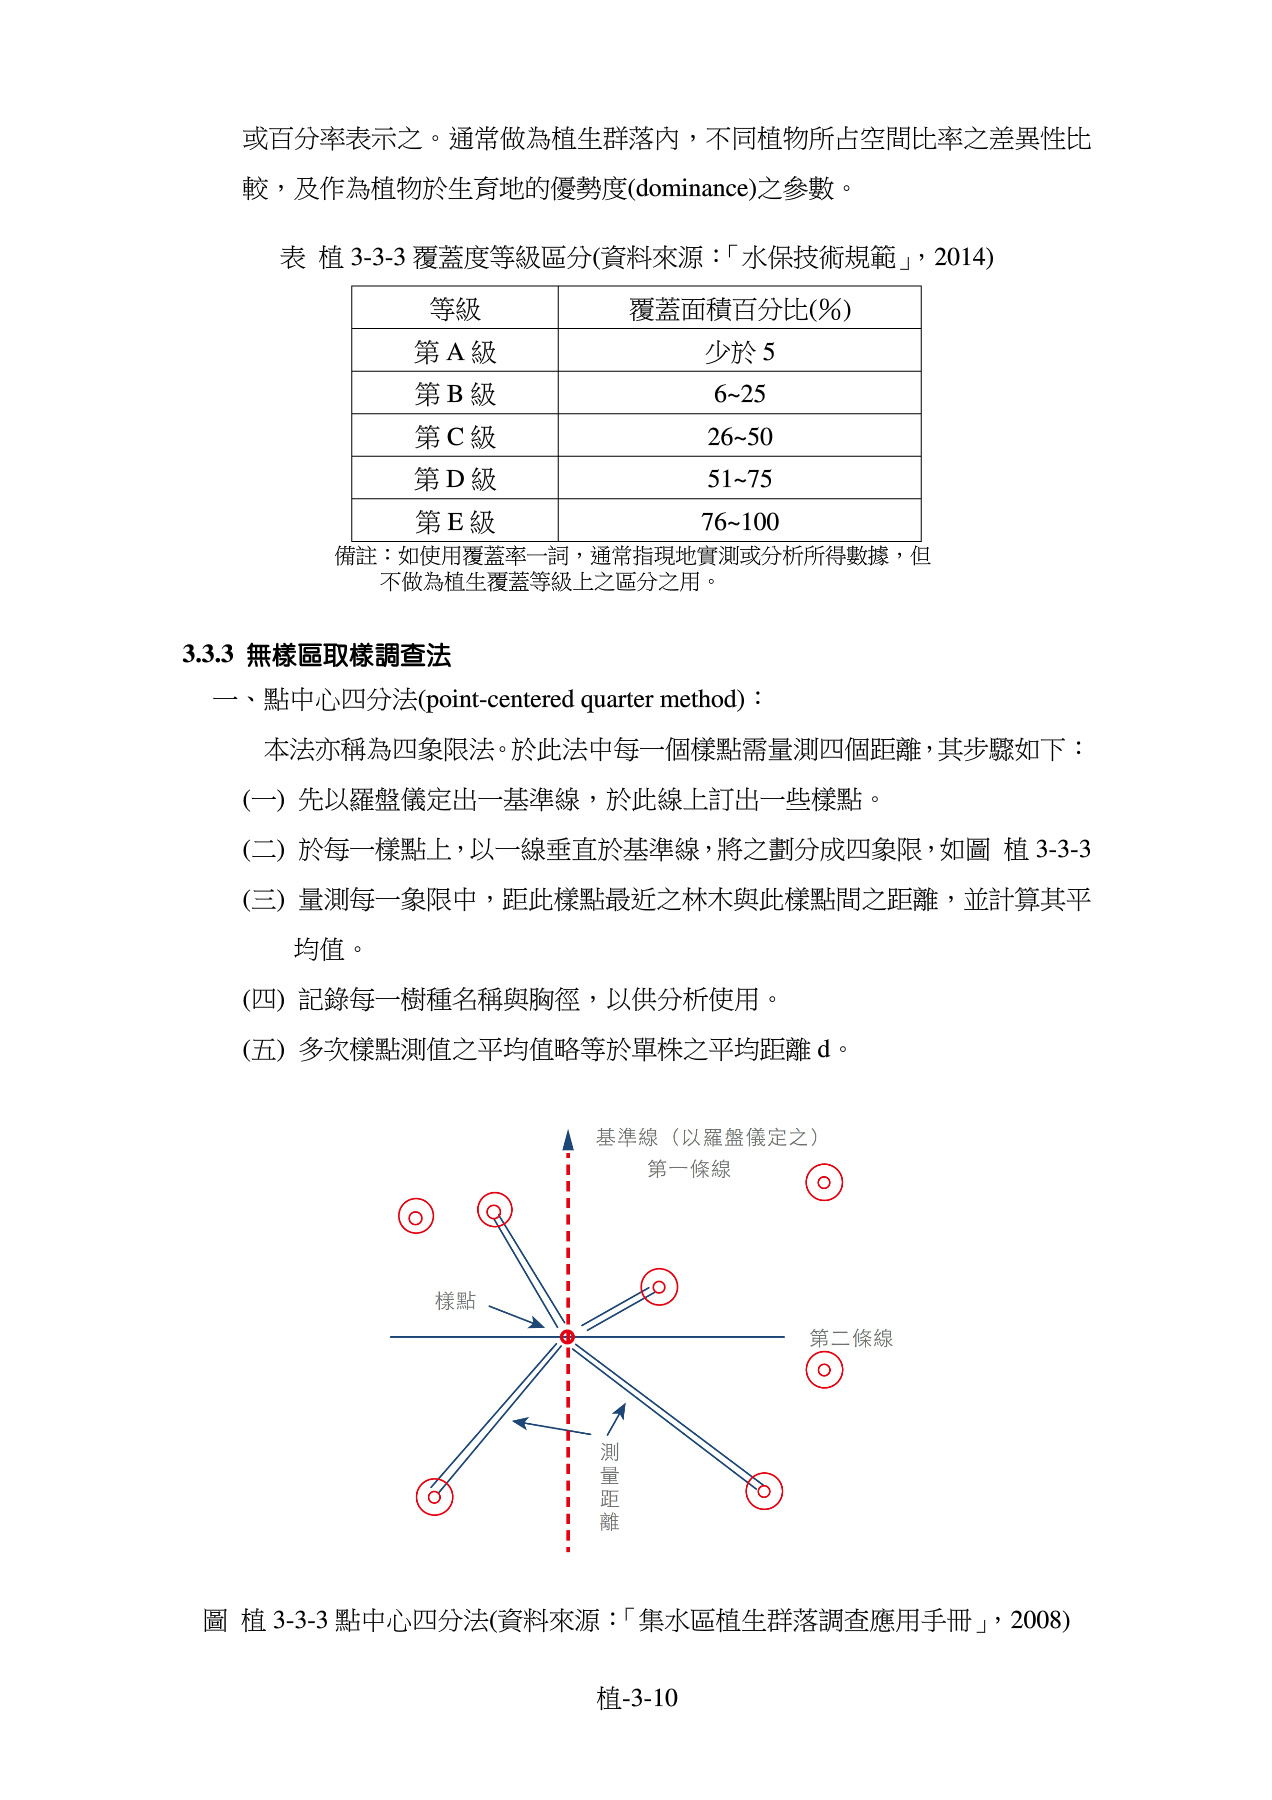 或百分率表示之。通常做為植生群落內，不同植物所占空間比率之差異性比
較，及作為植物於生育地的優勢度(dominance)之參數。
表 植 3-3-3 覆蓋度等級區分(資料來源：「水保技術規範」，2014)
等級 覆蓋面積百分比(%)
第 A 級 少於 5
第 B 級 6~25
第 C 級 26~50
第 D 級 51~75
第 E 級 76~100
備註：如使用覆蓋率一詞，通常指現地實測或分析所得數據，但
不做為植生覆蓋等級上之區分之用。
3.3.3 無樣區取樣調查法
一、點中心四分法(point-centered quarter method)：
本法亦稱為四象限法。於此法中每一個樣點需量測四個距離，其步驟如下：
(一) 先以羅盤儀定出一基準線，於此線上訂出一些樣點。
(二) 於每一樣點上，以一線垂直於基準線，將之劃分成四象限，如圖 植 3-3-3
(三) 量測每一象限中，距此樣點最近之林木與此樣點間之距離，並計算其平
均值。
(四) 記錄每一樹種名稱與胸徑，以供分析使用。
(五) 多次樣點測值之平均值略等於單株之平均距離 d。
基準線（以羅盤儀定之）
第一條線
樣點
第二條線
測量距離
圖 植 3-3-3 點中心四分法(資料來源：「集水區植生群落調查應用手冊」，2008)
植-3-10